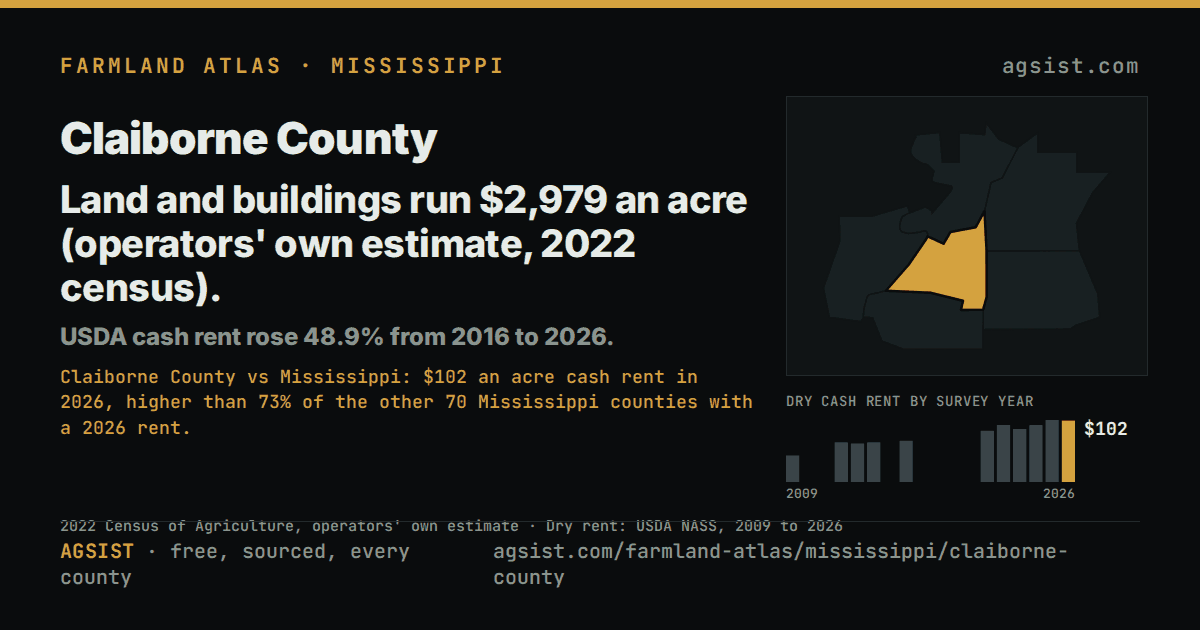 FARMLAND ATLAS · MISSISSIPPI
agsist.com
Claiborne County
Land and buildings run $2,979 an acre
(operators' own estimate, 2022
census).
USDA cash rent rose 48.9% from 2016 to 2026.
Claiborne County vs Mississippi: $102 an acre cash rent in
2026, higher than 73% of the other 70 Mississippi counties with
a 2026 rent.
DRY CASH RENT BY SURVEY YEAR
$102
2009
2026
2022 Census of Agriculture, operators' own estimate · Dry rent: USDA NASS, 2009 to 2026
AGSIST · free, sourced, every
county
agsist.com/farmland-atlas/mississippi/claiborne-
county